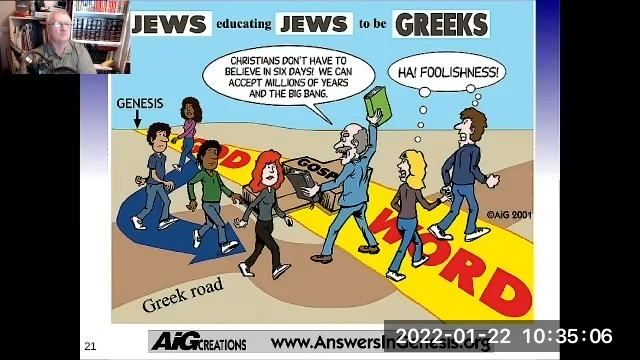 JEWS educating JEWS to be GREEKS
CHRISTIANS DON'T HAVE TO
BELIEVE IN SIX DAYS! WE CAN
ACCEPT MILLIONS OF YEARS
AND THE BIG BANG.
HA! FOOLISHNESS!
GENESIS
GOSP
WORD
©AiG 2001
Greek road
21
AiG CREATIONS www.AnswersInGenesis.org
2022-01-22 10:35:06